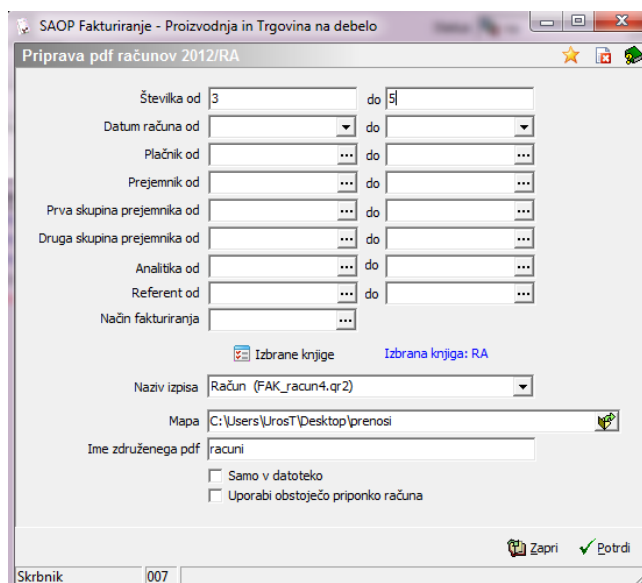 SAOP Fakturiranje - Proizvodnja in Trgovina na debelo
Priprava pdf računov 2012/RA
Številka od 3 do 5
Datum računa od do
Plačnik od ... do ...
Prejemnik od ... do ...
Prva skupina prejemnika od ... do ...
Druga skupina prejemnika od ... do ...
Analitika od ... do ...
Referent od ... do ...
Način fakturiranja ...
Izbrane knjige Izbrana knjiga: RA
Naziv izpisa Račun (FAK_racun4.qr2)
Mapa C:\Users\UrosT\Desktop\prenosi
Ime združenega pdf racuni
Samo v datoteko
Uporabi obstoječo priponko računa
Zapri Potrdi
Skrbnik 007